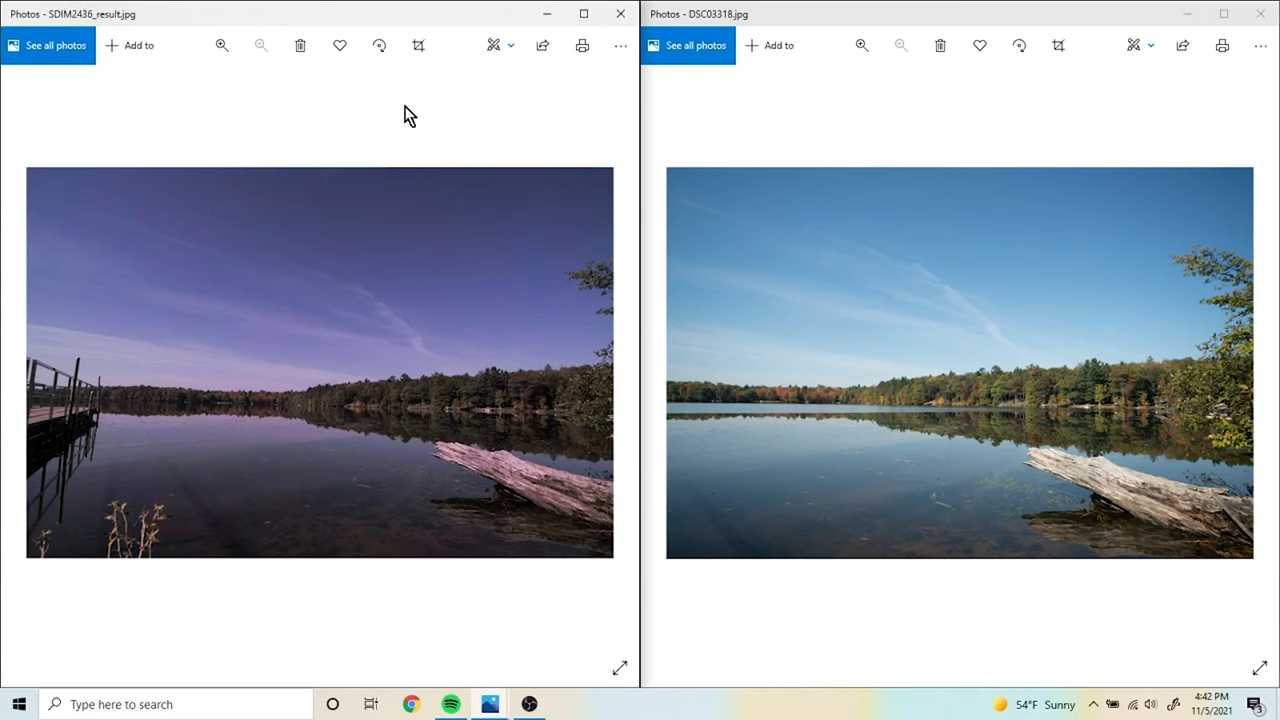 Photos - SDIM2436_result.jpg
Photos - DSC03318.jpg
See all photos
Add to
See all photos
Add to
Type here to search
54°F Sunny
4:42 PM
11/5/2021
3